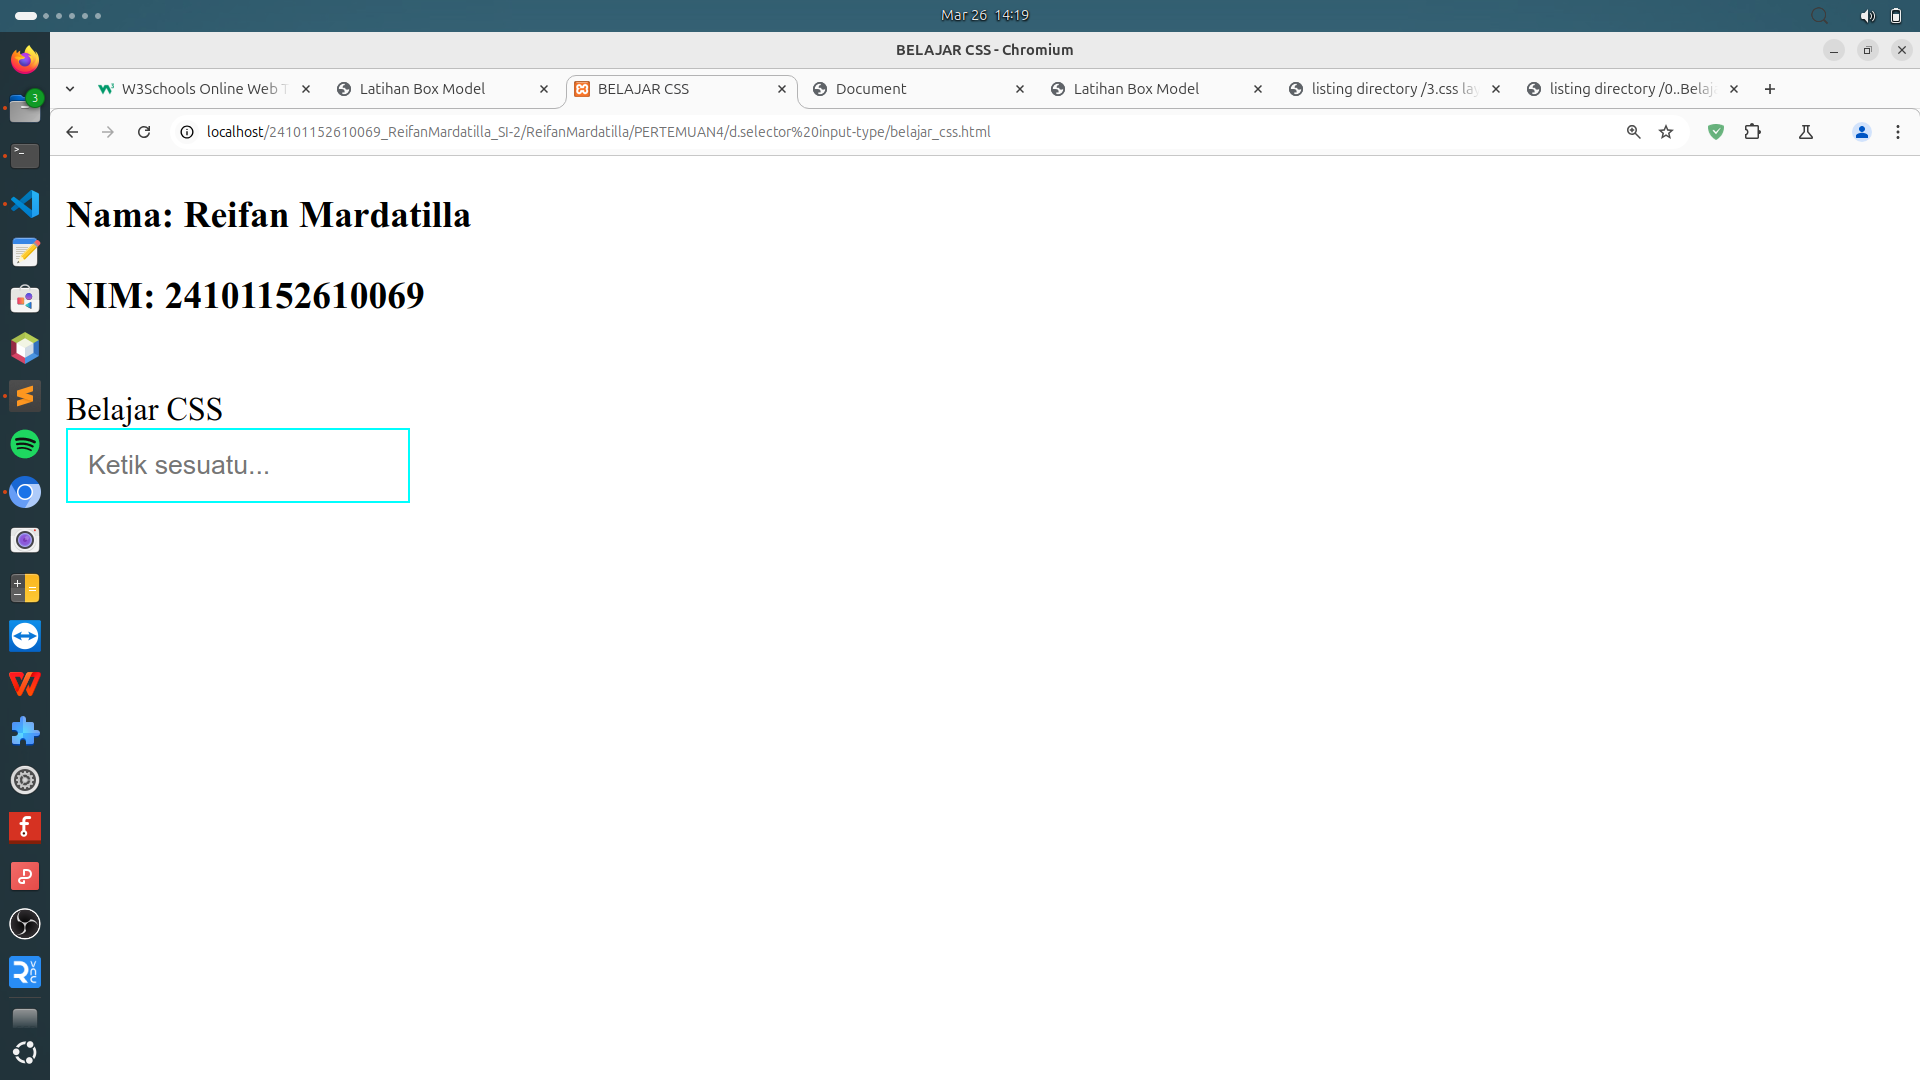 Mar 26 14:19
BELAJAR CSS - Chromium
W3Schools Online Web
Latihan Box Model
BELAJAR CSS
Document
Latihan Box Model
listing directory /3.css lay
listing directory /0..Belaj
localhost/24101152610069_ReifanMardatilla_SI-2/ReifanMardatilla/PERTEMUAN4/d.selector%20input-type/belajar_css.html
3
Nama: Reifan Mardatilla
NIM: 24101152610069
Belajar CSS
Ketik sesuatu...